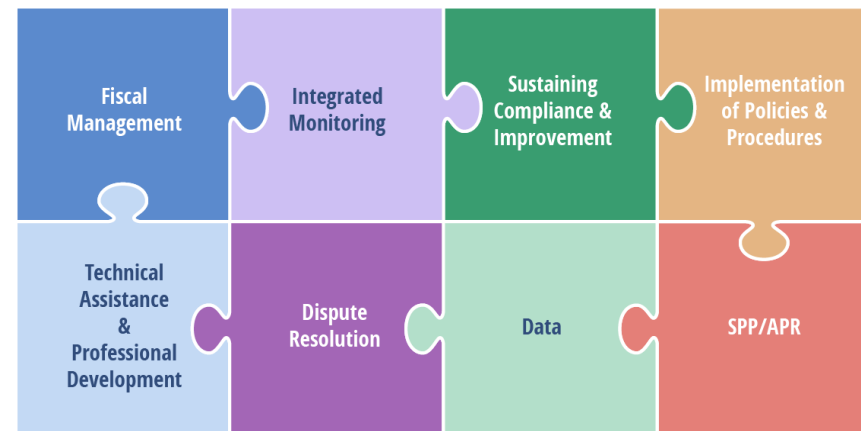 Fiscal
Management
Integrated
Monitoring
Sustaining
Compliance &
Improvement
Implementation
of Policies &
Procedures
Technical
Assistance
&
Professional
Development
Dispute
Resolution
Data
SPP/APR